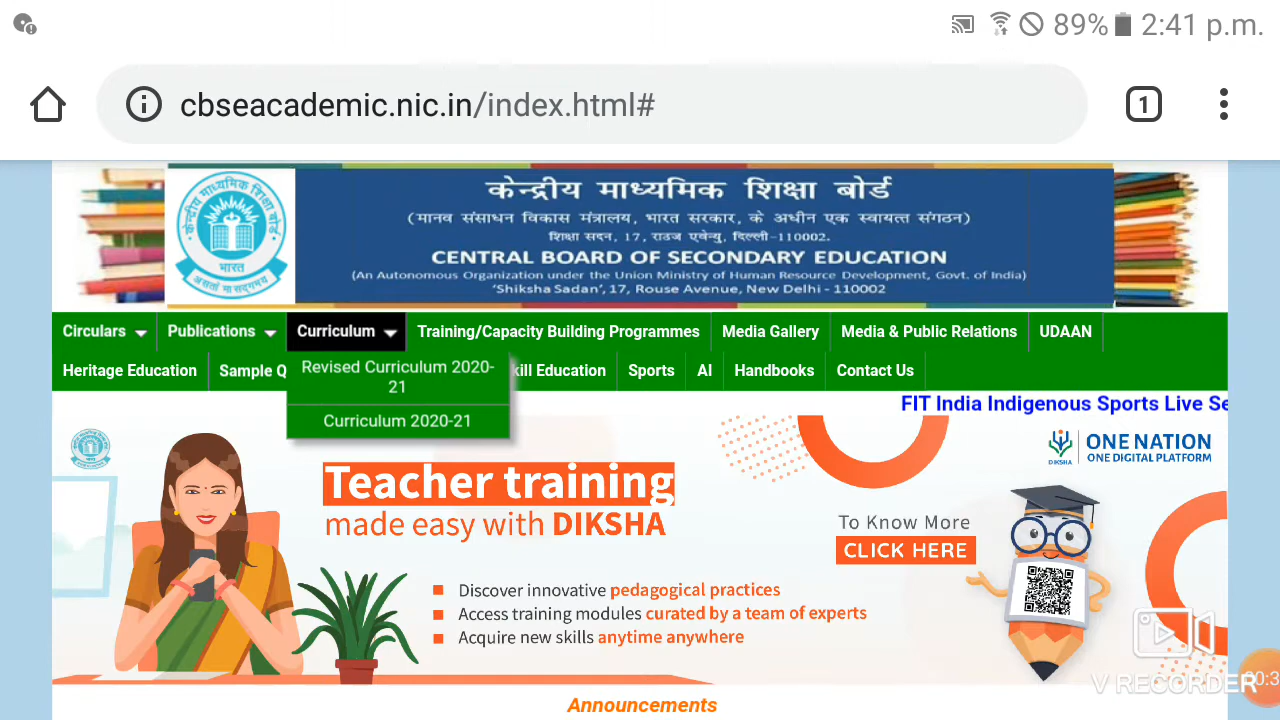 89% 2:41 p.m.
cbseacademic.nic.in/index.html#
1
केन्द्रीय माध्यमिक शिक्षा बोर्ड
(मानव संसाधन विकास मंत्रालय, भारत सरकार, के अधीन एक स्वायत्त संगठन)
शिक्षा सदन, 17, राउज एवेन्यु, दिल्ली-110002.
CENTRAL BOARD OF SECONDARY EDUCATION
(An Autonomous Organization under the Union Ministry of Human Resource Development, Govt. of India)
'Shiksha Sadan', 17, Rouse Avenue, New Delhi - 110002
भारत
असतो मा सद्गमय
Circulars Publications Curriculum Training/Capacity Building Programmes Media Gallery Media & Public Relations UDAAN
Heritage Education Sample Q kill Education Sports AI Handbooks Contact Us
Revised Curriculum 2020-
21
Curriculum 2020-21
FIT India Indigenous Sports Live Se
Teacher training
made easy with DIKSHA
Discover innovative pedagogical practices
Access training modules curated by a team of experts
Acquire new skills anytime anywhere
DIKSHA
ONE NATION
ONE DIGITAL PLATFORM
To Know More
CLICK HERE
V RECORDER
00:3
Announcements